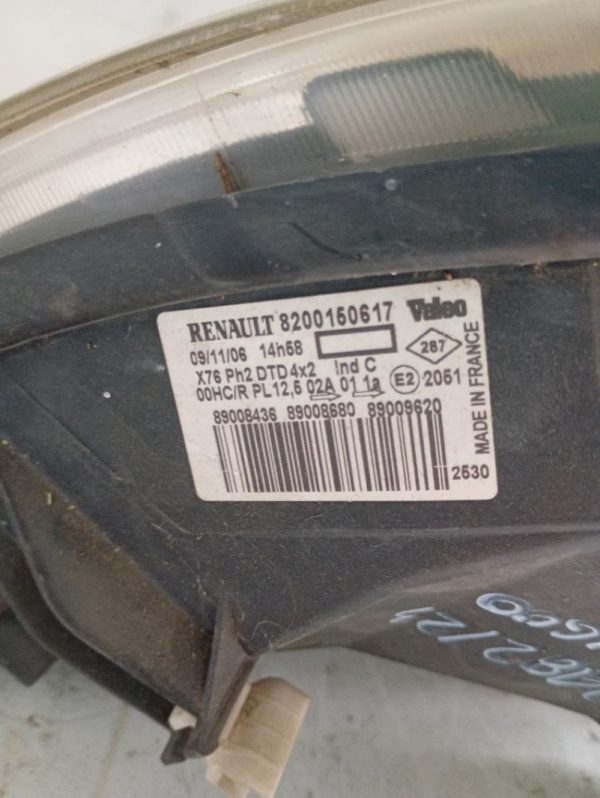 RENAULT 8200150617 Valeo
09/11/06 14h58 287
X76 Ph2 DTD 4x2 Ind C
00HC/R PL12,5 02A 01 1a E2 2051
89008436 89008680 89009620
2530
MADE IN FRANCE